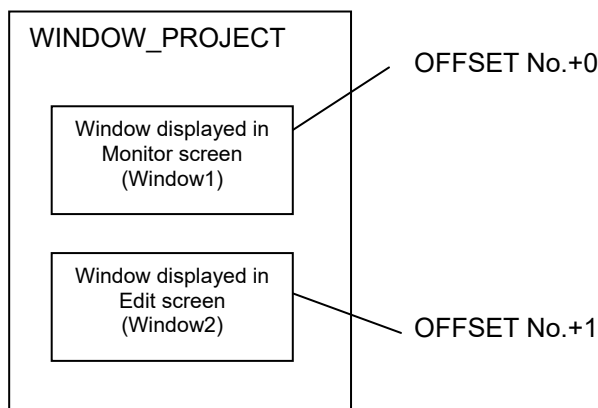 WINDOW_PROJECT
OFFSET No.+0
Window displayed in
Monitor screen
(Window1)
Window displayed in
Edit screen
(Window2)
OFFSET No.+1